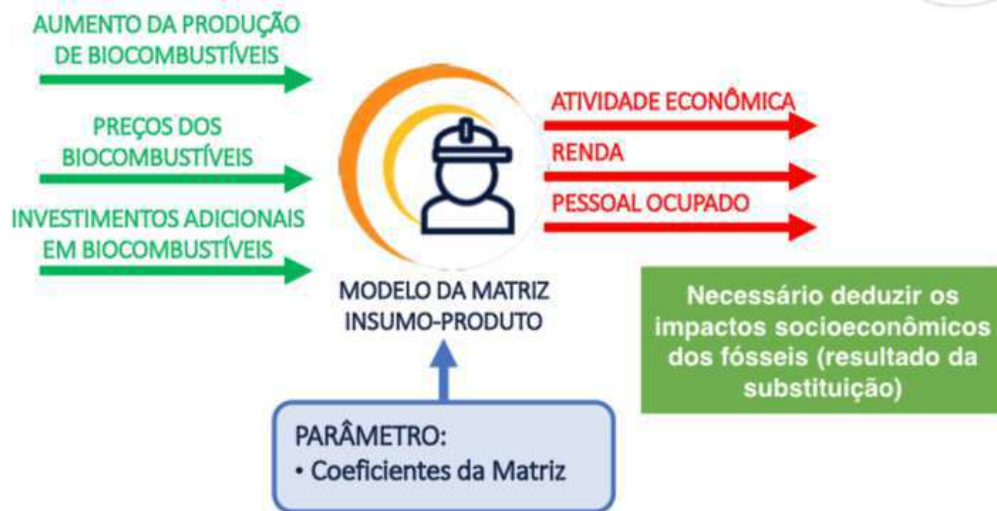 AUMENTO DA PRODUÇÃO
DE BIOCOMBUSTÍVEIS
PREÇOS DOS
BIOCOMBUSTÍVEIS
INVESTIMENTOS ADICIONAIS
EM BIOCOMBUSTÍVEIS
MODELO DA MATRIZ
INSUMO-PRODUTO
ATIVIDADE ECONÔMICA
RENDA
PESSOAL OCUPADO
Necessário deduzir os
impactos socioeconômicos
dos fósseis (resultado da
substituição)
PARÂMETRO:
• Coeficientes da Matriz